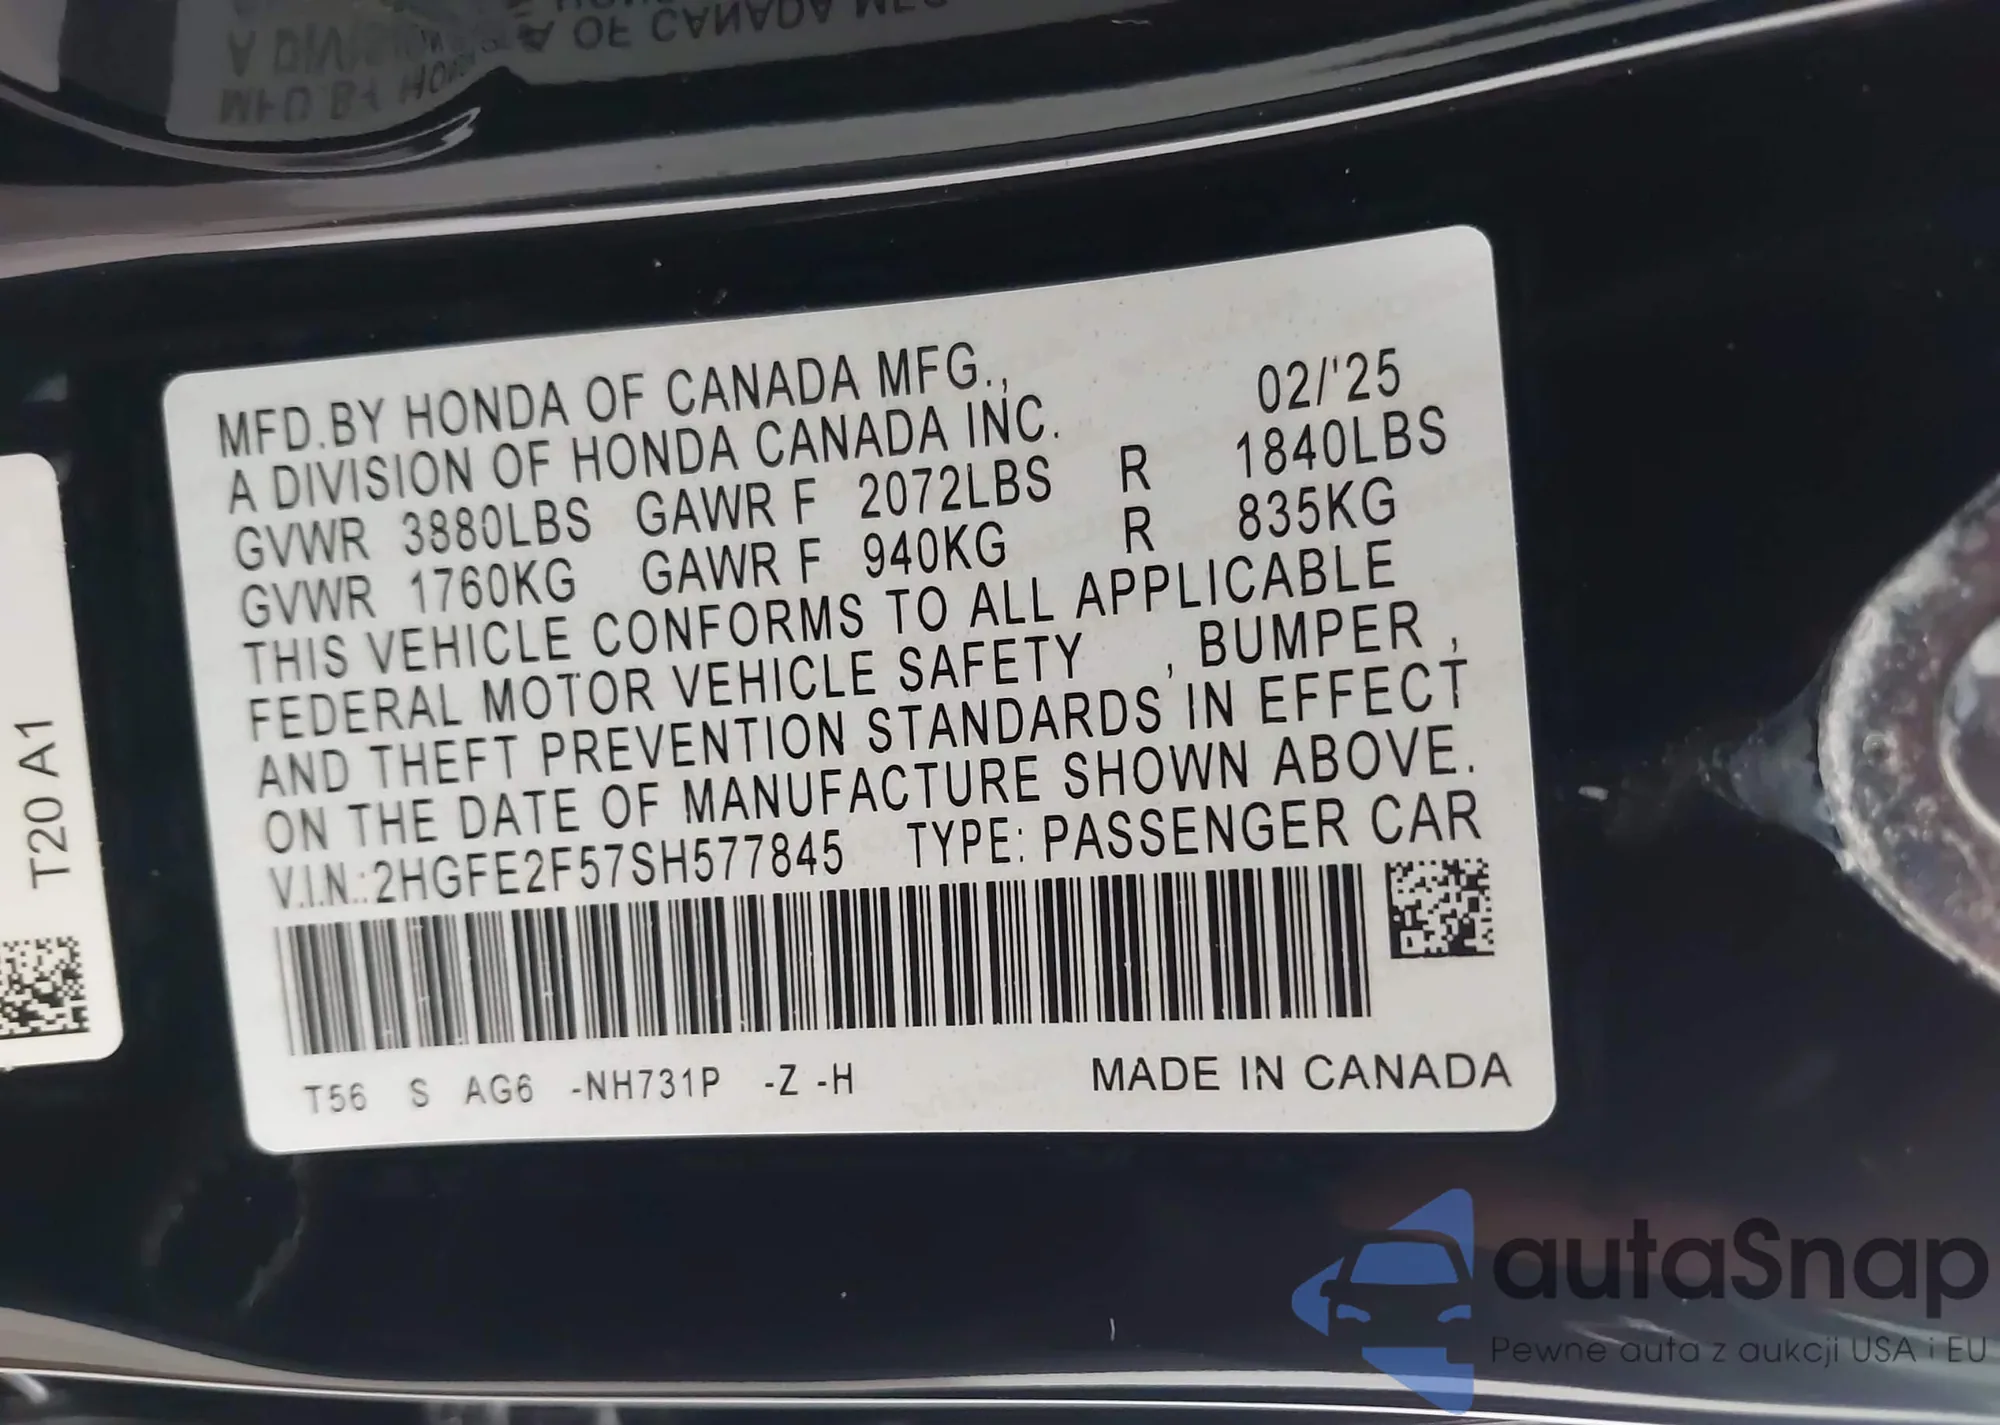 MFD.BY HONDA OF CANADA MFG., 02/'25
A DIVISION OF HONDA CANADA INC.
GVWR 3880LBS GAWR F 2072LBS R 1840LBS
GVWR 1760KG GAWR F 940KG R 835KG
THIS VEHICLE CONFORMS TO ALL APPLICABLE
FEDERAL MOTOR VEHICLE SAFETY , BUMPER ,
AND THEFT PREVENTION STANDARDS IN EFFECT
ON THE DATE OF MANUFACTURE SHOWN ABOVE.
V.I.N.:2HGFE2F57SH577845 TYPE: PASSENGER CAR
T56 S AG6 -NH731P -Z -H MADE IN CANADA
T20 A1
autaSnap
Pewne auta z aukcji USA i EU